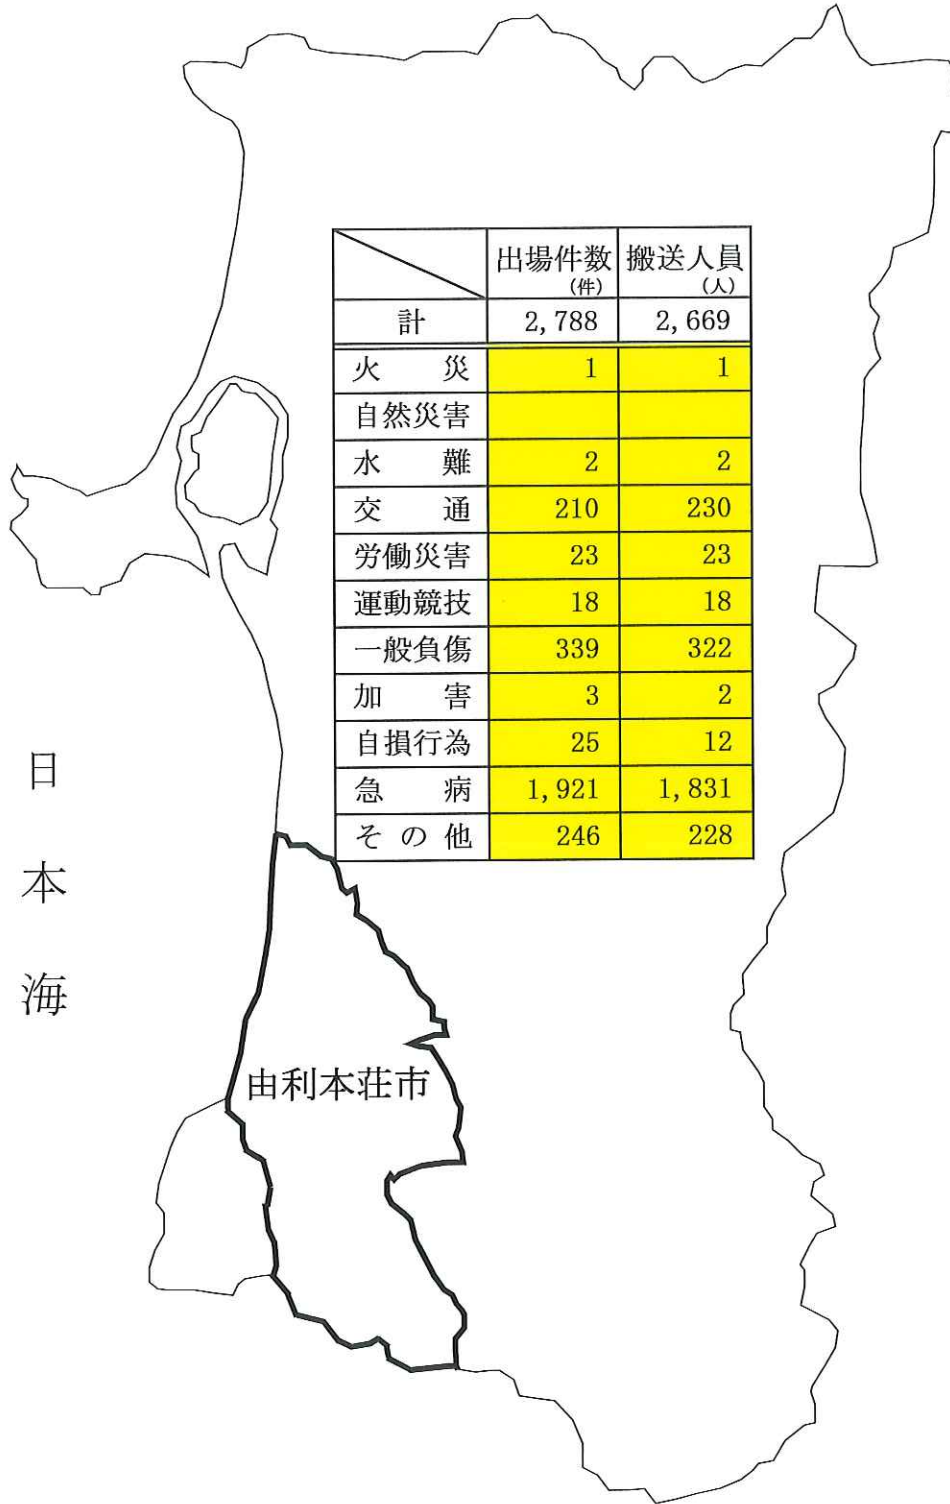 出場件数 搬送人員
(件) (人)
計 2,788 2,669
火災 1 1
自然災害
水難 2 2
交通 210 230
労働災害 23 23
運動競技 18 18
一般負傷 339 322
加害 3 2
自損行為 25 12
急病 1,921 1,831
その他 246 228
日本海
由利本荘市